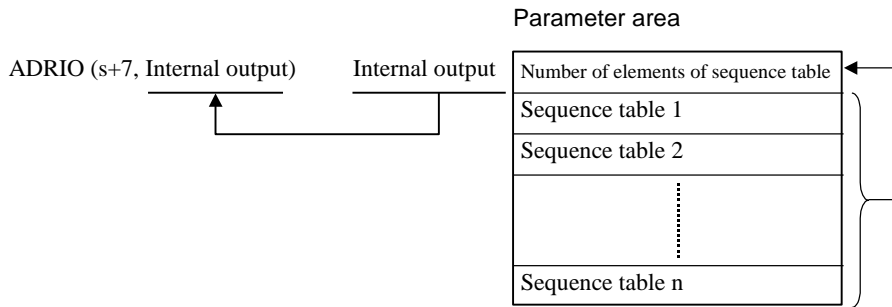 Parameter area
ADRIO (s+7, Internal output) Internal output Number of elements of sequence table
Sequence table 1
Sequence table 2
Sequence table n